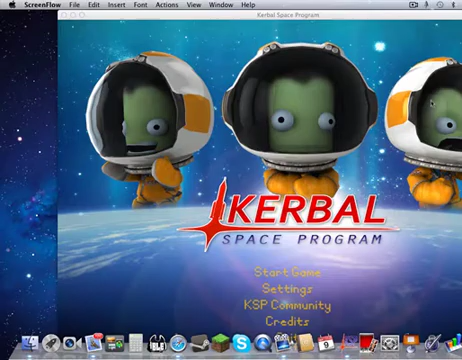 ScreenFlow File Edit Insert Font Actions View Window Help
Kerbal Space Program
KERBAL
SPACE PROGRAM
Start Game
Settings
KSP Community
Credits
9